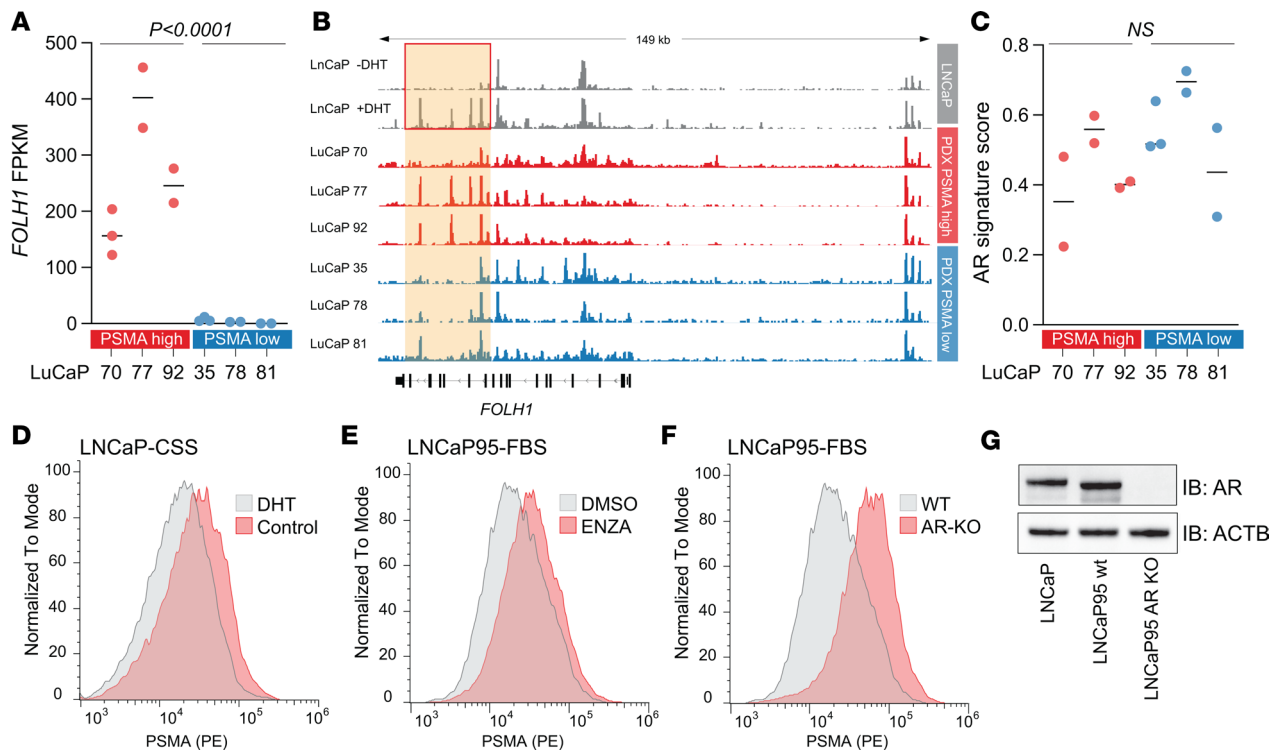 A
P<0.0001
FOLH1 FPKM
500
400
300
200
100
0
PSMA high
PSMA low
LuCaP 70 77 92 35 78 81
B
149 kb
LnCaP -DHT
LnCaP +DHT
LuCaP 70
LuCaP 77
LuCaP 92
LuCaP 35
LuCaP 78
LuCaP 81
LNCaP
PDX PSMA high
PDX PSMA low
FOLH1
C
NS
AR signature score
0.8
0.6
0.4
0.2
0.0
PSMA high
PSMA low
LuCaP 70 77 92 35 78 81
D
LNCaP-CSS
Normalized To Mode
100
80
60
40
20
0
DHT
Control
10³ 10⁴ 10⁵ 10⁶
PSMA (PE)
E
LNCaP95-FBS
Normalized To Mode
100
80
60
40
20
0
DMSO
ENZA
10³ 10⁴ 10⁵ 10⁶
PSMA (PE)
F
LNCaP95-FBS
Normalized To Mode
100
80
60
40
20
0
WT
AR-KO
10³ 10⁴ 10⁵ 10⁶
PSMA (PE)
G
IB: AR
IB: ACTB
LNCaP
LNCaP95 wt
LNCaP95 AR KO